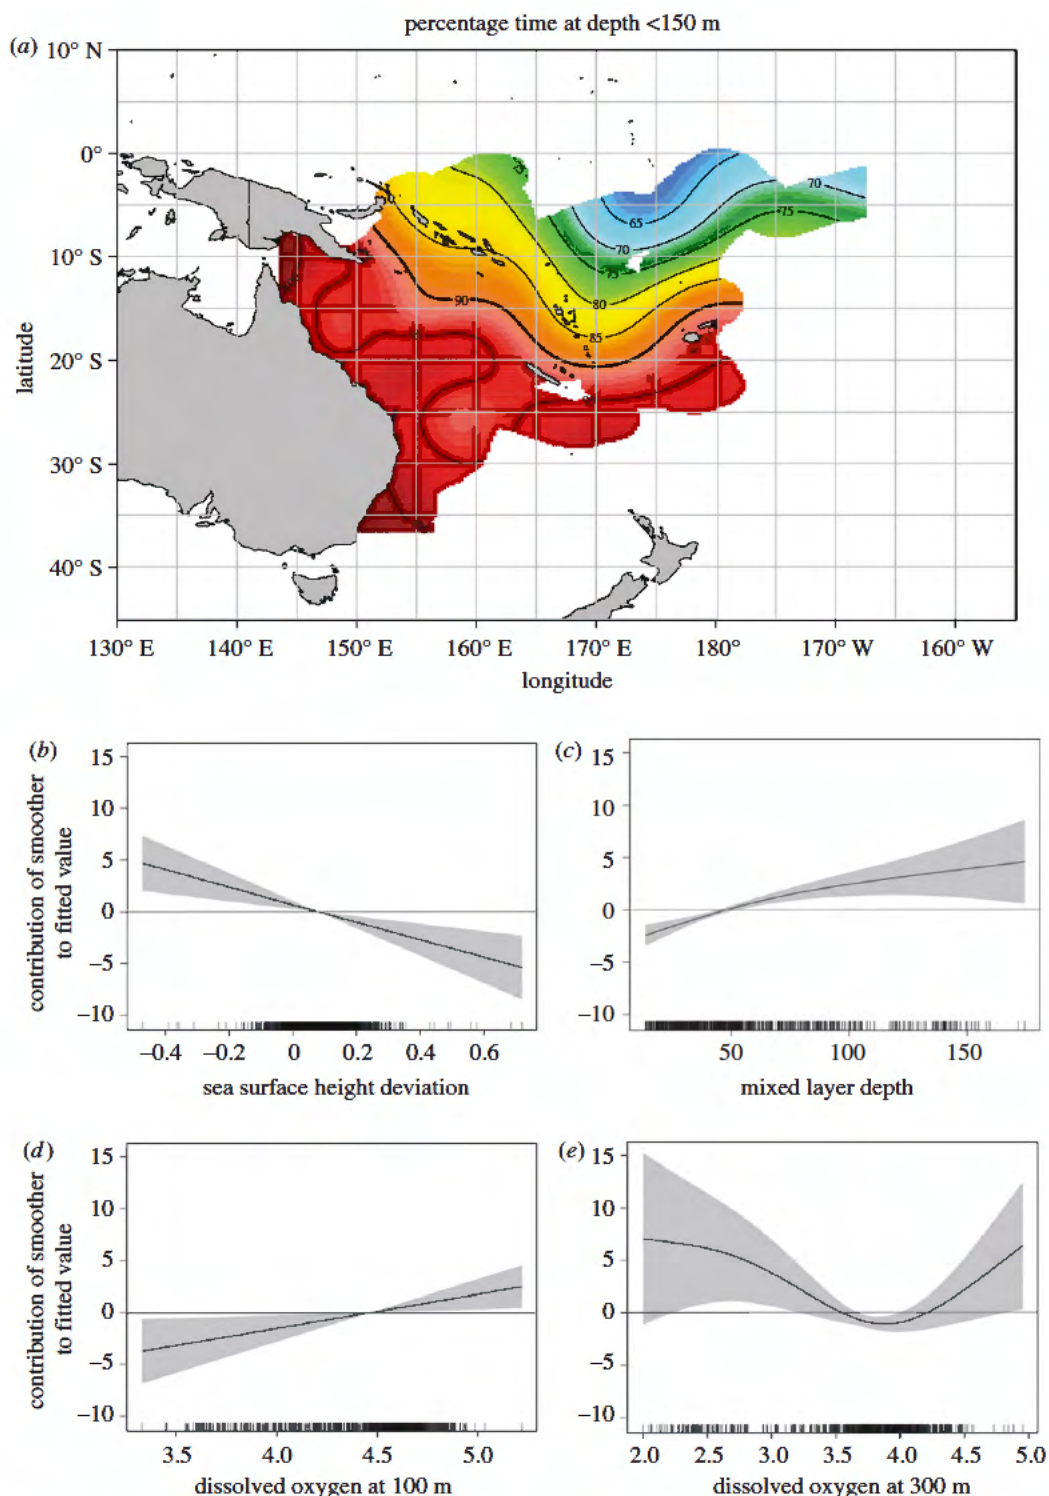 percentage time at depth <150 m
(a) 10° N
0°
10° S
20° S
30° S
40° S
latitude
75
70
65
70
75
75
80
85
90
130° E 140° E 150° E 160° E 170° E 180° 170° W 160° W
longitude
(b) 15
10
5
0
–5
–10
contribution of smoother
to fitted value
–0.4 –0.2 0 0.2 0.4 0.6
sea surface height deviation
(c) 15
10
5
0
–5
–10
50 100 150
mixed layer depth
(d) 15
10
5
0
–5
–10
contribution of smoother
to fitted value
3.5 4.0 4.5 5.0
dissolved oxygen at 100 m
(e) 15
10
5
0
–5
–10
2.0 2.5 3.0 3.5 4.0 4.5 5.0
dissolved oxygen at 300 m